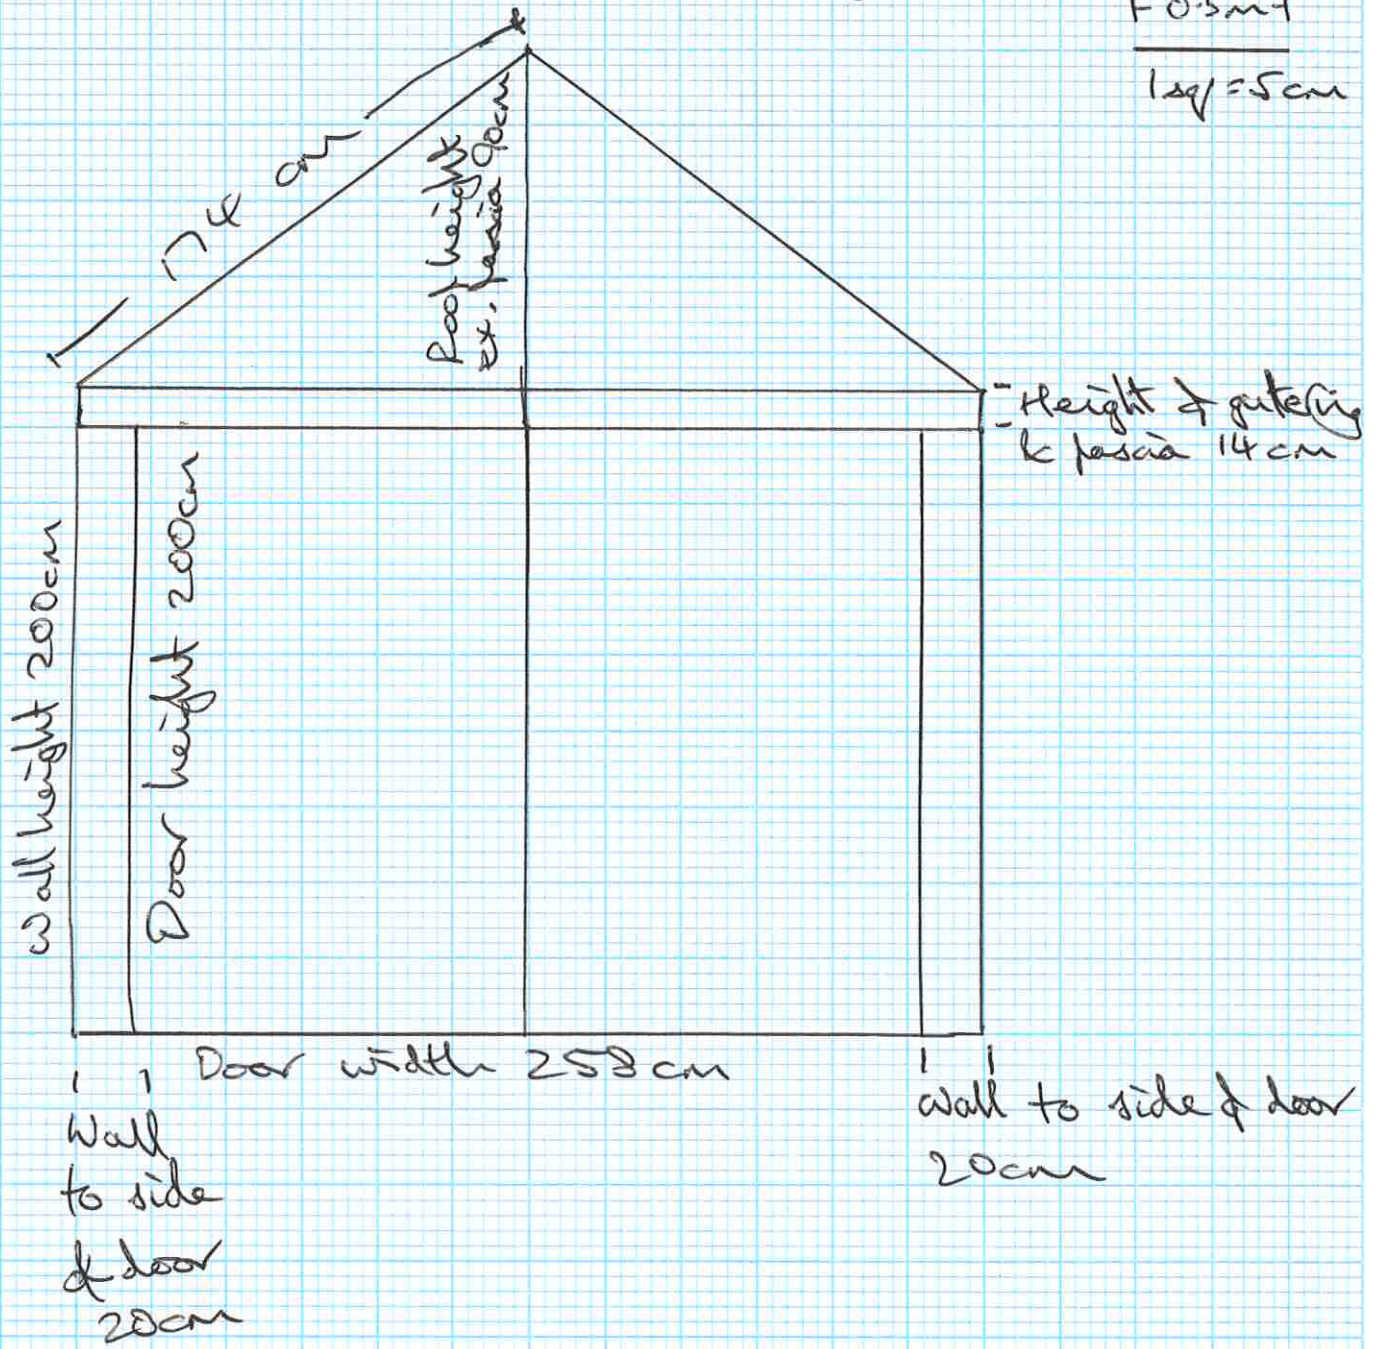 1sq = 5cm
174 cm
Roof height
ex. fascia 90cm
Height of gutering
& fascia 14cm
Wall height 200cm
Door height 200cm
Door width 258cm
Wall
to side
of door
20cm
Wall to side of door
20cm